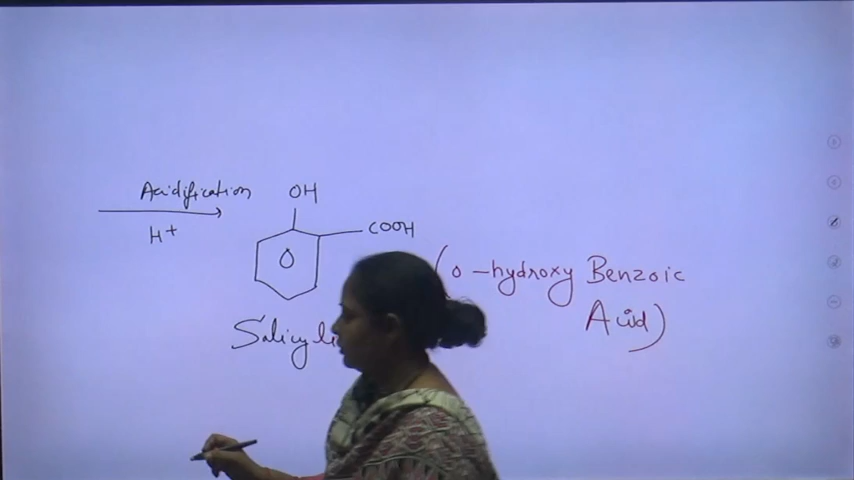 Acidification
H+
OH
COOH
(o-hydroxy Benzoic
Acid)